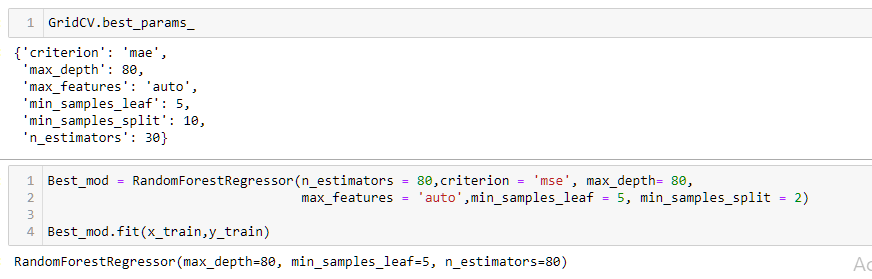 1 GridCV.best_params_
{'criterion': 'mae',
'max_depth': 80,
'max_features': 'auto',
'min_samples_leaf': 5,
'min_samples_split': 10,
'n_estimators': 30}
1 Best_mod = RandomForestRegressor(n_estimators = 80,criterion = 'mse', max_depth= 80,
2 max_features = 'auto',min_samples_leaf = 5, min_samples_split = 2)
3
4 Best_mod.fit(x_train,y_train)
RandomForestRegressor(max_depth=80, min_samples_leaf=5, n_estimators=80)